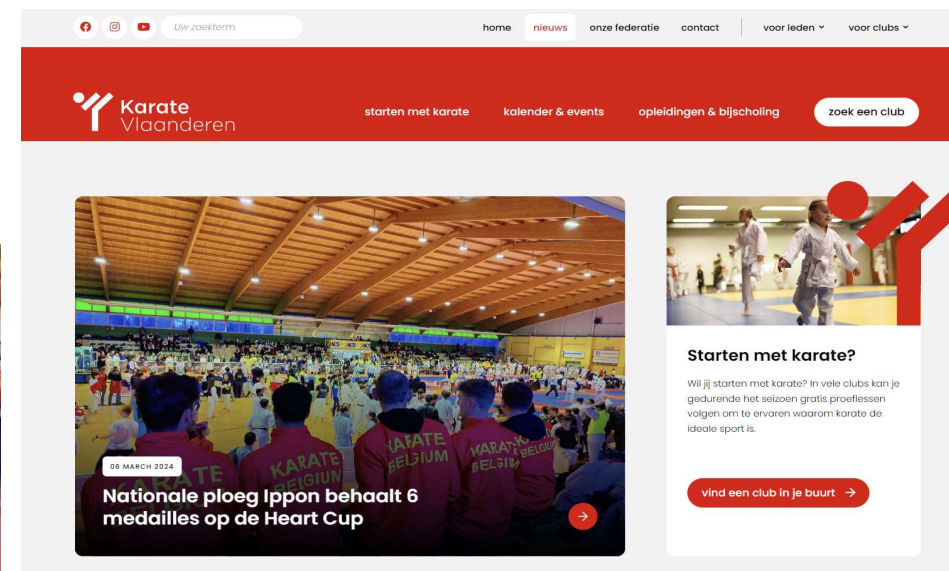 Uw zoekterm
home nieuws onze federatie contact voor leden voor clubs
Karate
Vlaanderen
starten met karate kalender & events opleidingen & bijscholing zoek een club
KARATE
BELGIUM
KARATE
BELGIUM
KARATE
BELGIUM
06 MARCH 2024
Nationale ploeg Ippon behaalt 6
medailles op de Heart Cup
Starten met karate?
Wil jij starten met karate? In vele clubs kan je
gedurende het seizoen gratis proeflessen
volgen om te ervaren waarom karate de
ideale sport is.
vind een club in je buurt